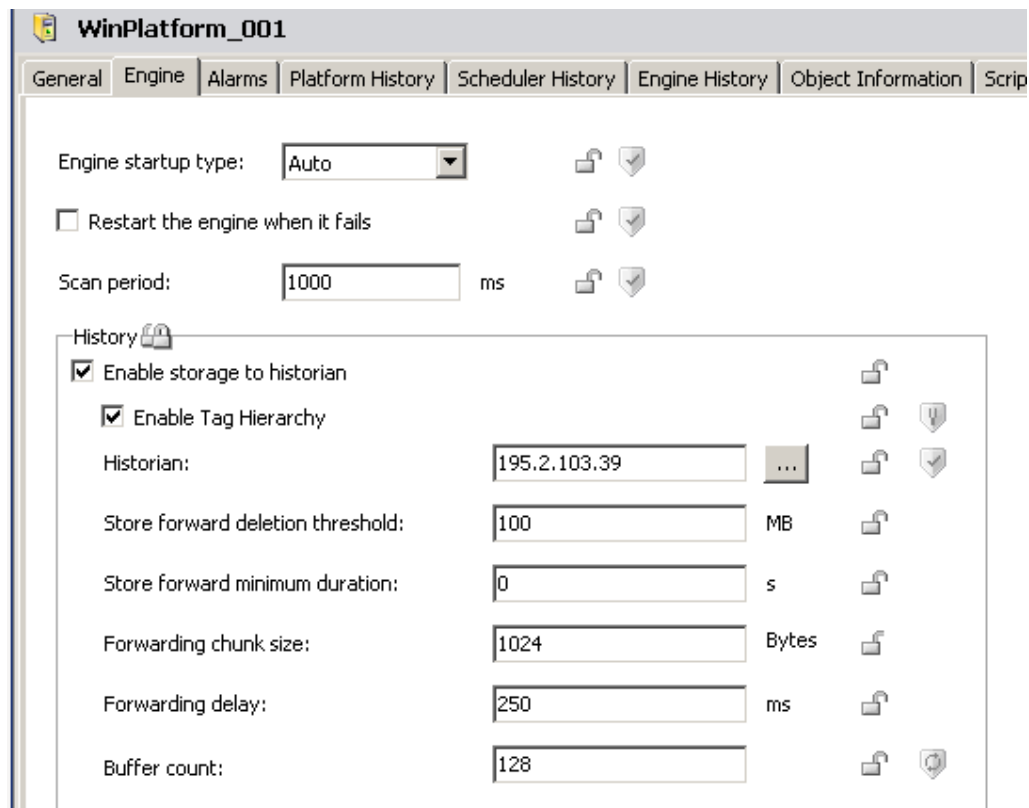 WinPlatform_001
General Engine Alarms Platform History Scheduler History Engine History Object Information Scrip
Engine startup type: Auto
Restart the engine when it fails
Scan period: 1000 ms
History
Enable storage to historian
Enable Tag Hierarchy
Historian: 195.2.103.39 ...
Store forward deletion threshold: 100 MB
Store forward minimum duration: 0 s
Forwarding chunk size: 1024 Bytes
Forwarding delay: 250 ms
Buffer count: 128